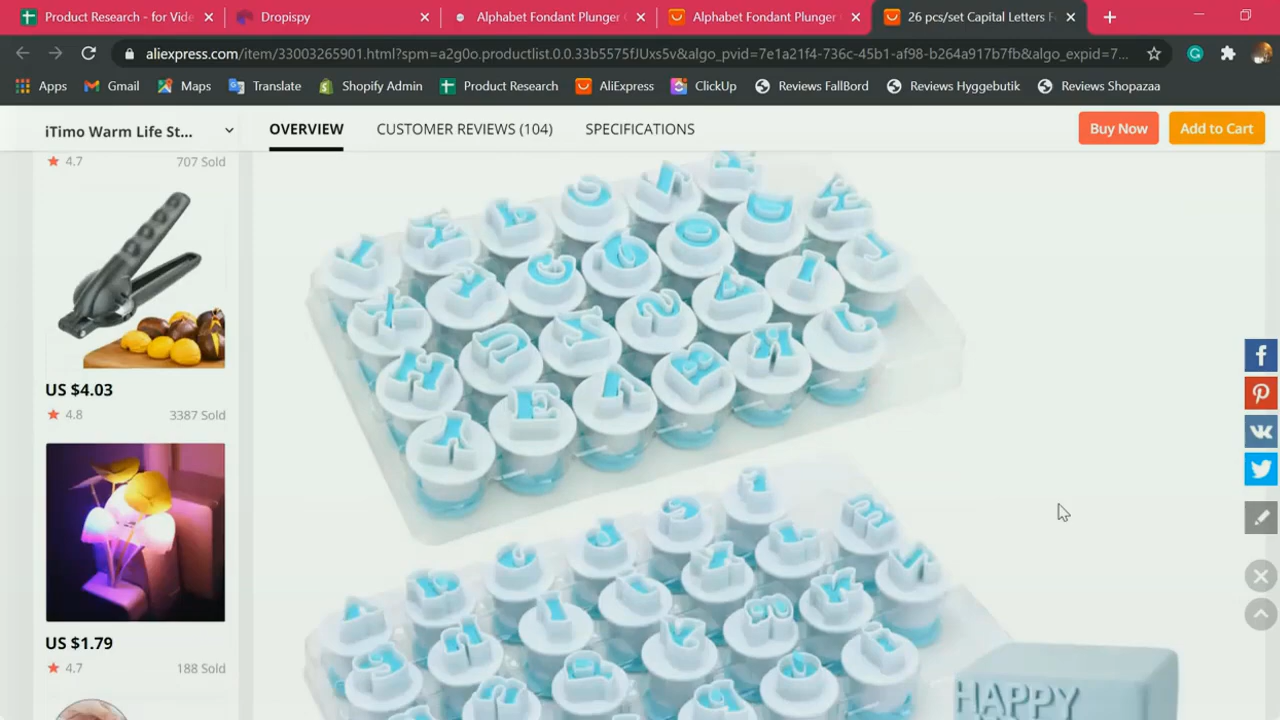 Product Research - for Vide
Dropispy
Alphabet Fondant Plunger
Alphabet Fondant Plunger
26 pcs/set Capital Letters F
aliexpress.com/item/33003265901.html?spm=a2g0o.productlist.0.0.33b5575fJUxs5v&algo_pvid=7e1a21f4-736c-45b1-af98-b264a917b7fb&algo_expid=7...
Apps
Gmail
Maps
Translate
Shopify Admin
Product Research
AliExpress
ClickUp
Reviews FallBord
Reviews Hyggebutik
Reviews Shopazaa
iTimo Warm Life St...
OVERVIEW
CUSTOMER REVIEWS (104)
SPECIFICATIONS
Buy Now
Add to Cart
4.7
707 Sold
US $4.03
4.8
3387 Sold
US $1.79
4.7
188 Sold
HAPPY